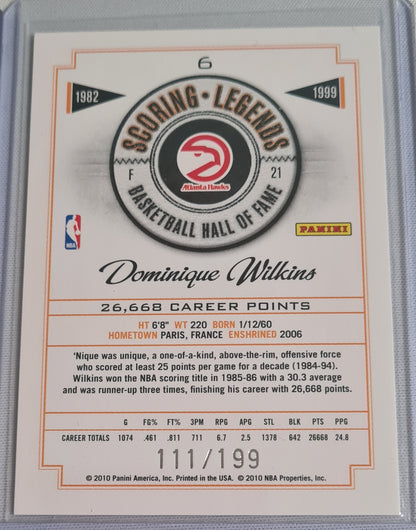 6
1982 1999
SCORING • LEGENDS
F 21
Atlanta Hawks
BASKETBALL HALL OF FAME
NBA PANINI
Dominique Wilkins
26,668 CAREER POINTS
HT 6'8" WT 220 BORN 1/12/60
HOMETOWN PARIS, FRANCE ENSHRINED 2006
'Nique was unique, a one-of-a-kind, above-the-rim, offensive force
who scored at least 25 points per game for a decade (1984-94).
Wilkins won the NBA scoring title in 1985-86 with a 30.3 average
and was runner-up three times, finishing his career with 26,668 points.
G FG% FT% 3PM RPG APG STL BLK PTS PPG
CAREER TOTALS 1074 .461 .811 711 6.7 2.5 1378 642 26668 24.8
111/199
© 2010 Panini America, Inc. Printed in the USA. © 2010 NBA Properties, Inc.